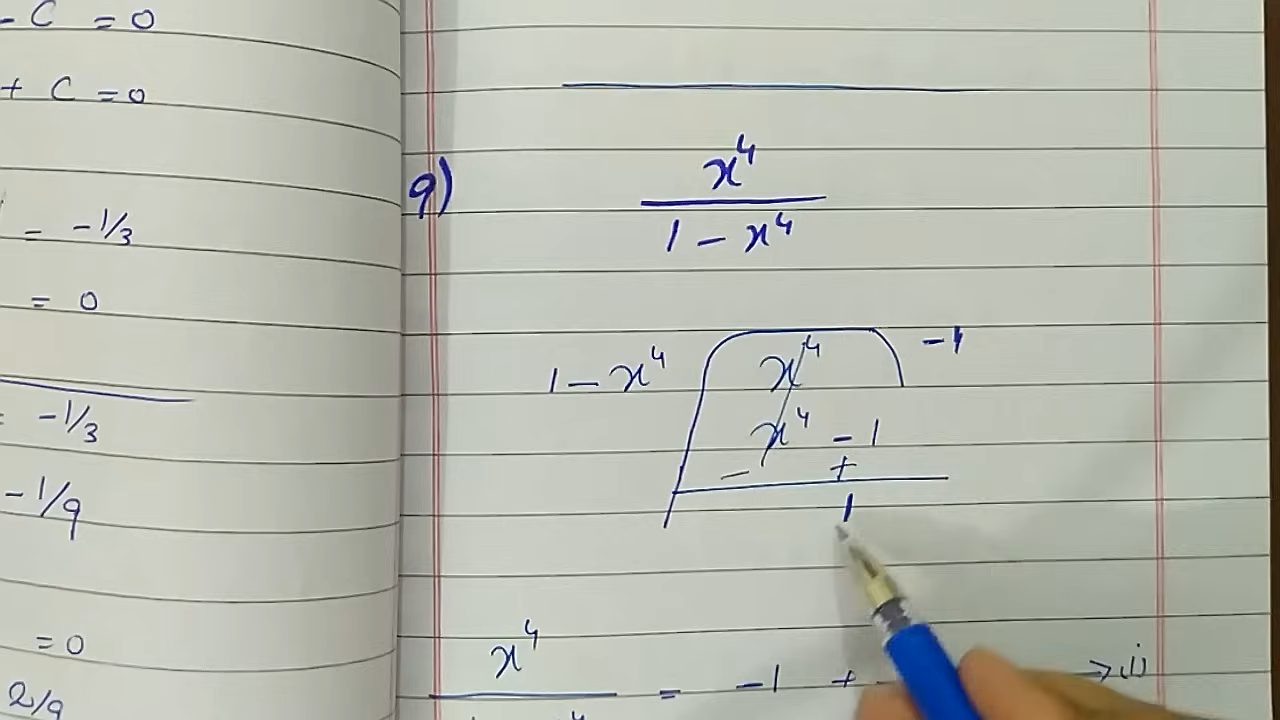 - C = 0
+ C = 0
= -1/3
= 0
= -1/3
-1/9
= 0
2/9
9)
x⁴
1 - x⁴
1 - x⁴
x⁴
-1
x⁴ - 1
- +
1
x⁴
= -1 + → (i)